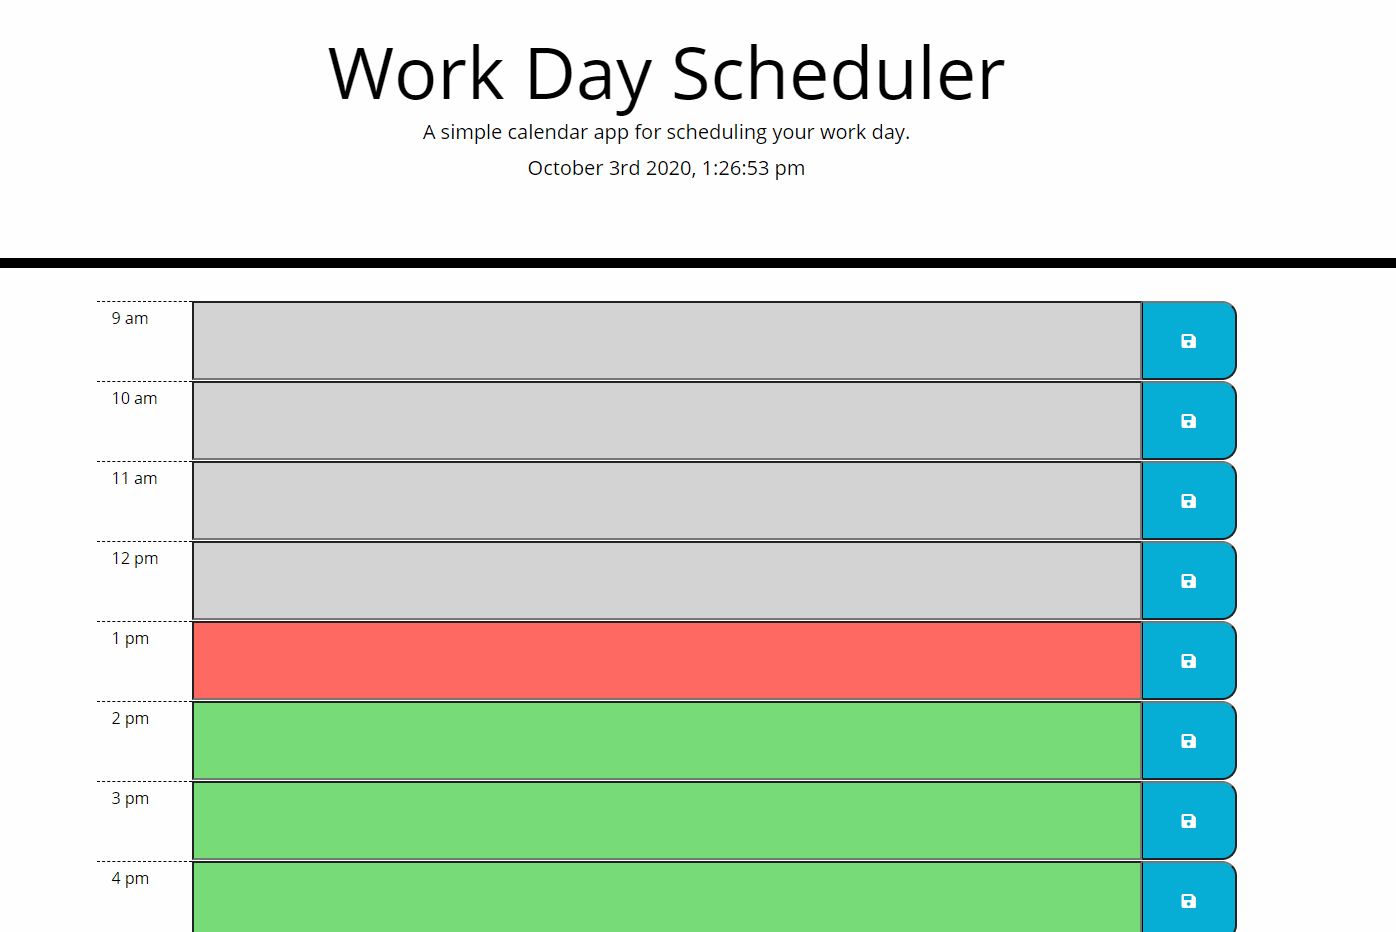 Work Day Scheduler
A simple calendar app for scheduling your work day.
October 3rd 2020, 1:26:53 pm
9 am
10 am
11 am
12 pm
1 pm
2 pm
3 pm
4 pm